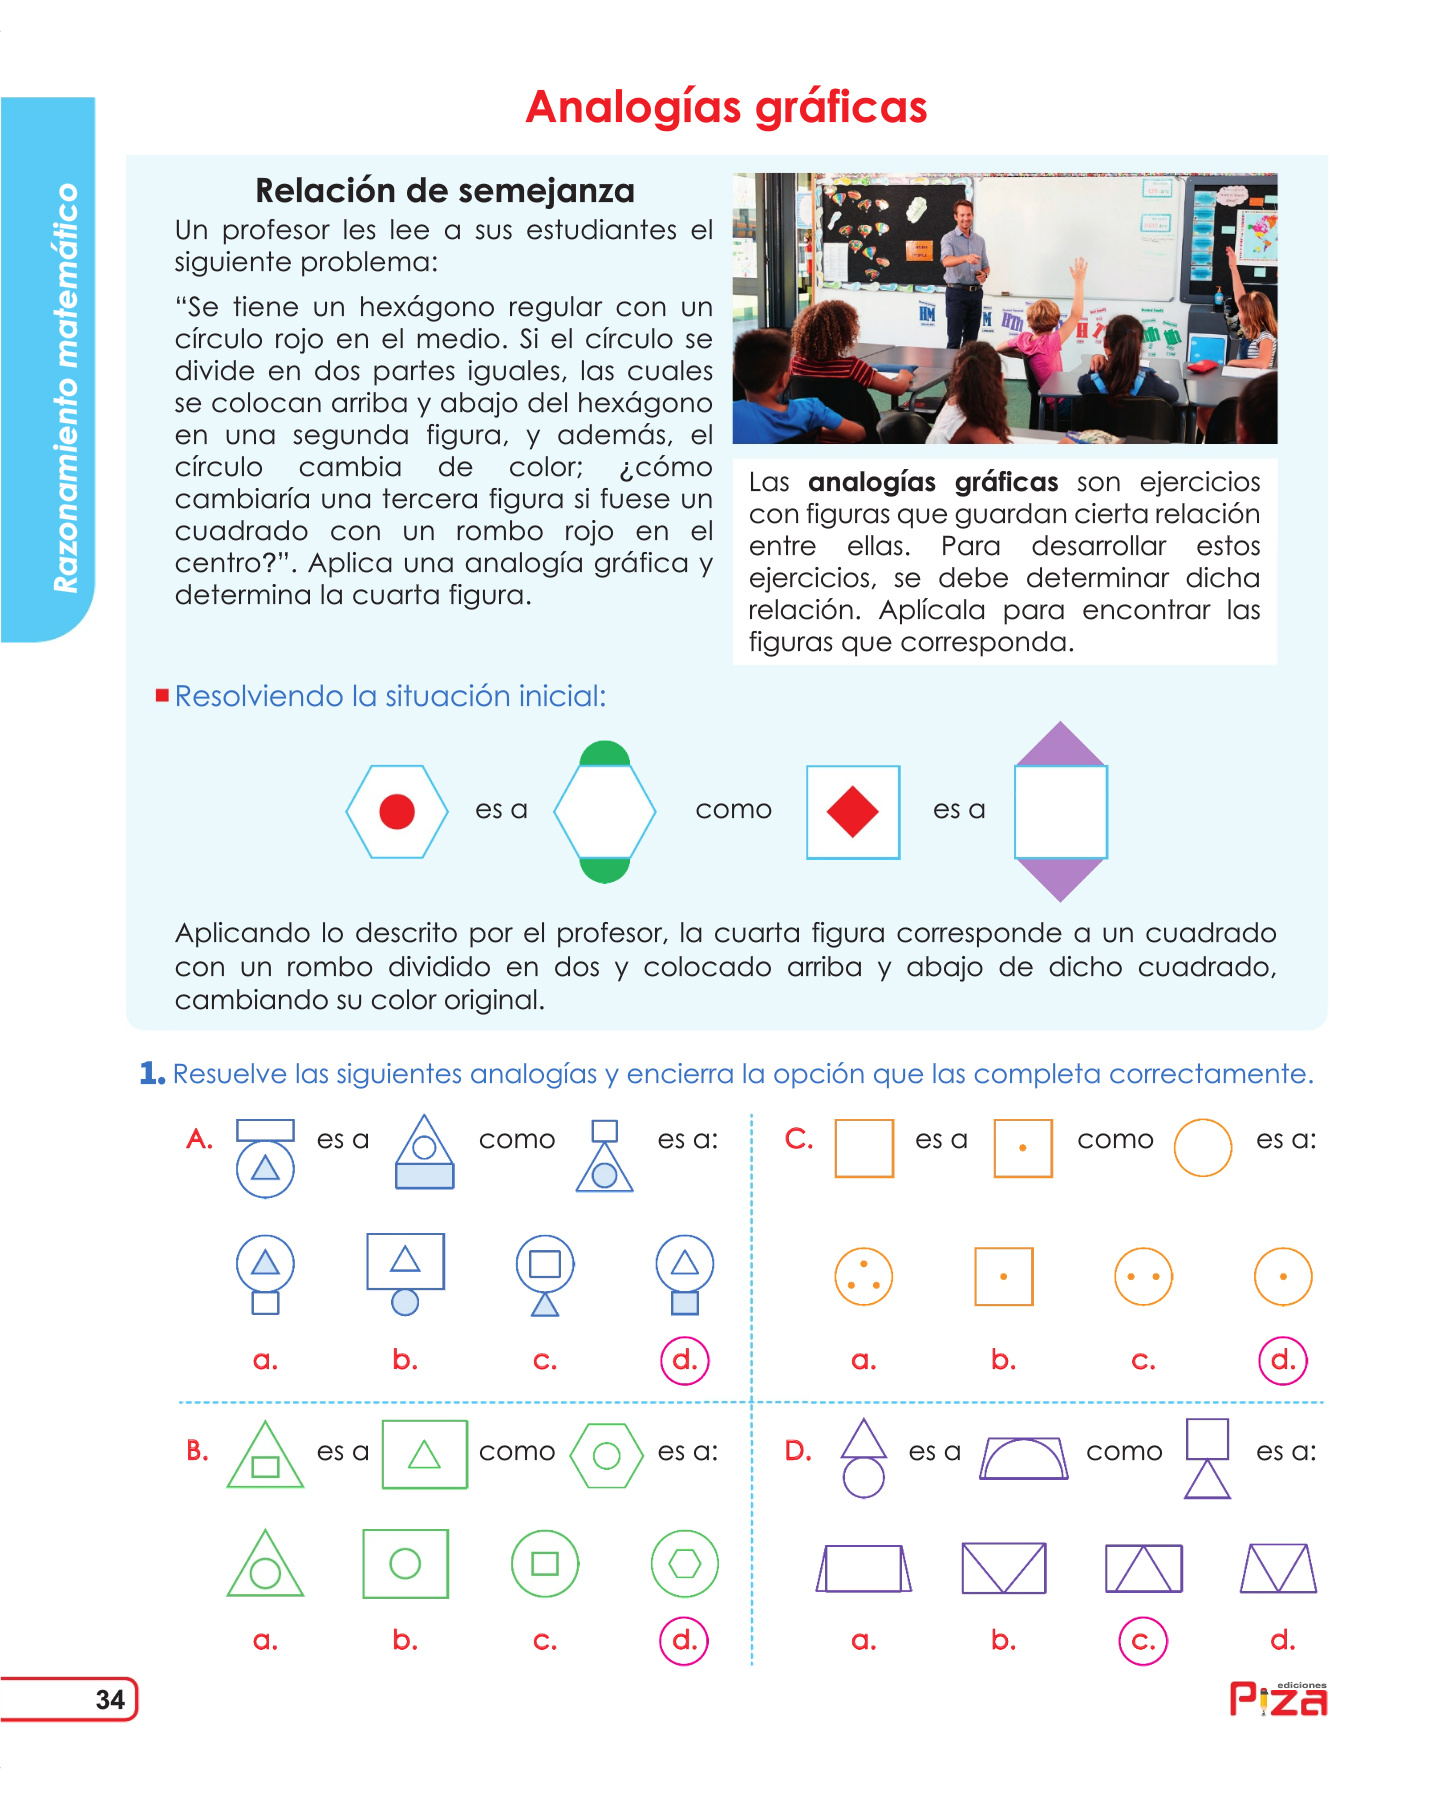 Analogías gráficas
Razonamiento matemático
Relación de semejanza
Un profesor les lee a sus estudiantes el
siguiente problema:
“Se tiene un hexágono regular con un
círculo rojo en el medio. Si el círculo se
divide en dos partes iguales, las cuales
se colocan arriba y abajo del hexágono
en una segunda figura, y además, el
círculo cambia de color; ¿cómo
cambiaría una tercera figura si fuese un
cuadrado con un rombo rojo en el
centro?”. Aplica una analogía gráfica y
determina la cuarta figura.
Las analogías gráficas son ejercicios
con figuras que guardan cierta relación
entre ellas. Para desarrollar estos
ejercicios, se debe determinar dicha
relación. Aplícala para encontrar las
figuras que corresponda.
Resolviendo la situación inicial:
es a como es a
Aplicando lo descrito por el profesor, la cuarta figura corresponde a un cuadrado
con un rombo dividido en dos y colocado arriba y abajo de dicho cuadrado,
cambiando su color original.
1. Resuelve las siguientes analogías y encierra la opción que las completa correctamente.
A. es a como es a:
a. b. c. d.
B. es a como es a:
a. b. c. d.
C. es a como es a:
a. b. c. d.
D. es a como es a:
a. b. c. d.
34
ediciones
Piza